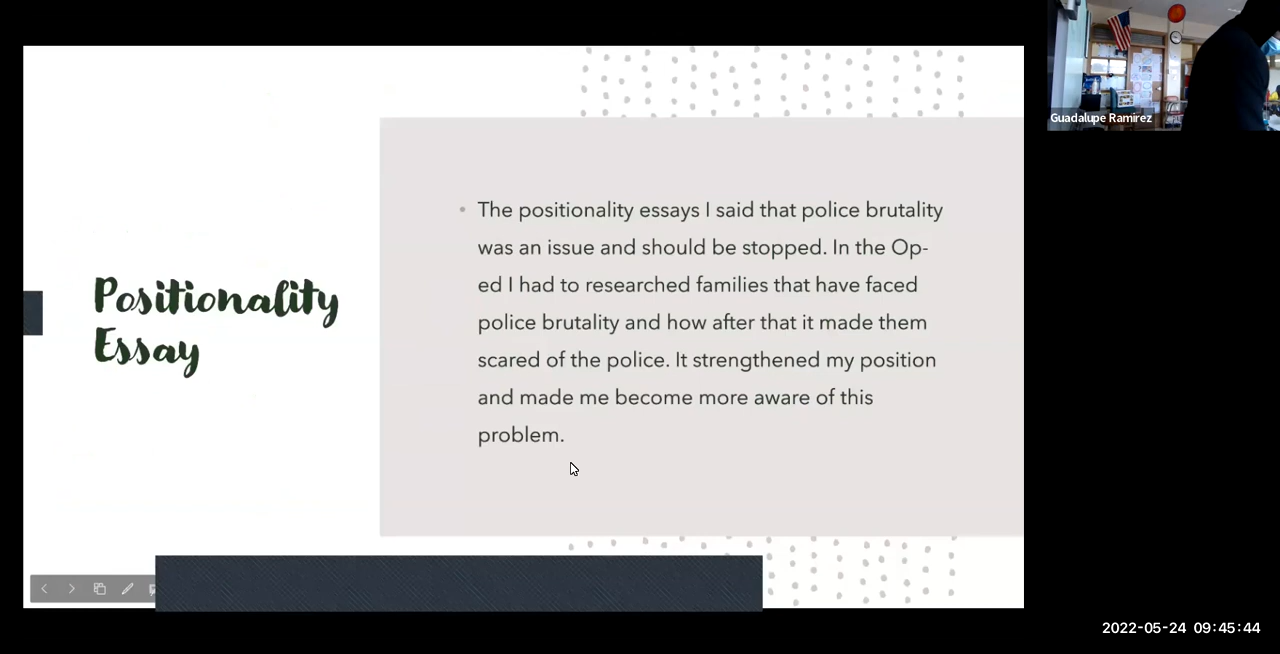 Guadalupe Ramirez
Positionality
Essay
• The positionality essays I said that police brutality
was an issue and should be stopped. In the Op-
ed I had to researched families that have faced
police brutality and how after that it made them
scared of the police. It strengthened my position
and made me become more aware of this
problem.
2022-05-24 09:45:44